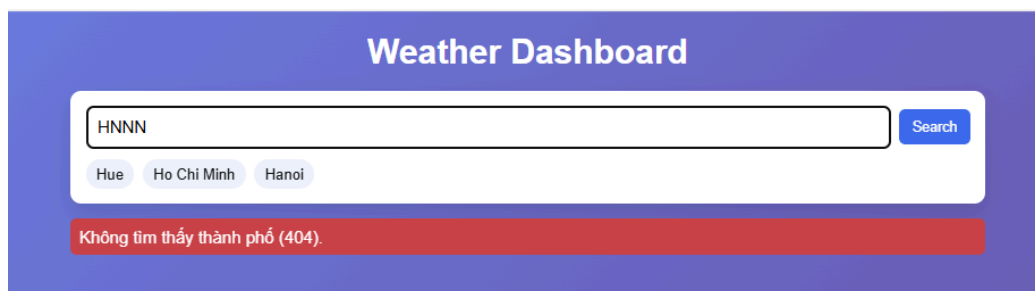 Weather Dashboard
HNNN
Search
Hue Ho Chi Minh Hanoi
Không tìm thấy thành phố (404).